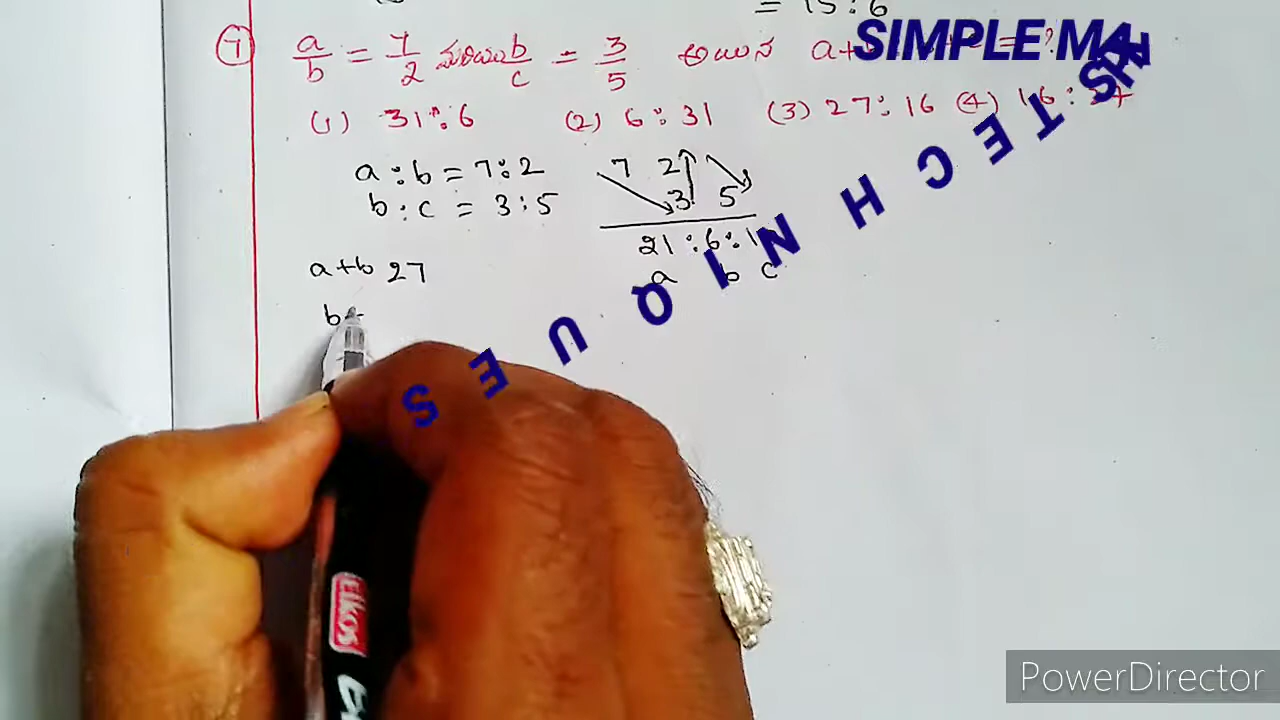 = 15 : 6
7 a/b = 7/2 మరియు b/c = 3/5 అయిన a+ = ?
(1) 31 : 6 (2) 6 : 31 (3) 27 : 16 (4) 16 :
SIMPLE MA
TECHNIQUES
a : b = 7 : 2 7 2
b : c = 3 : 5 3 5
21 : 6 : 1
a b c
a+b 27
b+
Elkos
PowerDirector